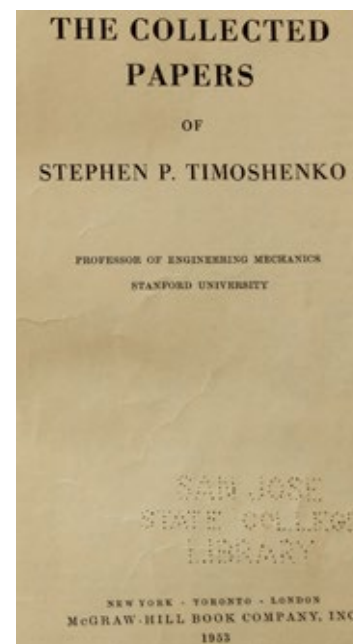 THE COLLECTED
PAPERS
OF
STEPHEN P. TIMOSHENKO
PROFESSOR OF ENGINEERING MECHANICS
STANFORD UNIVERSITY
SAN JOSE
STATE COLLEGE
LIBRARY
NEW YORK - TORONTO - LONDON
McGRAW-HILL BOOK COMPANY, INC
1953